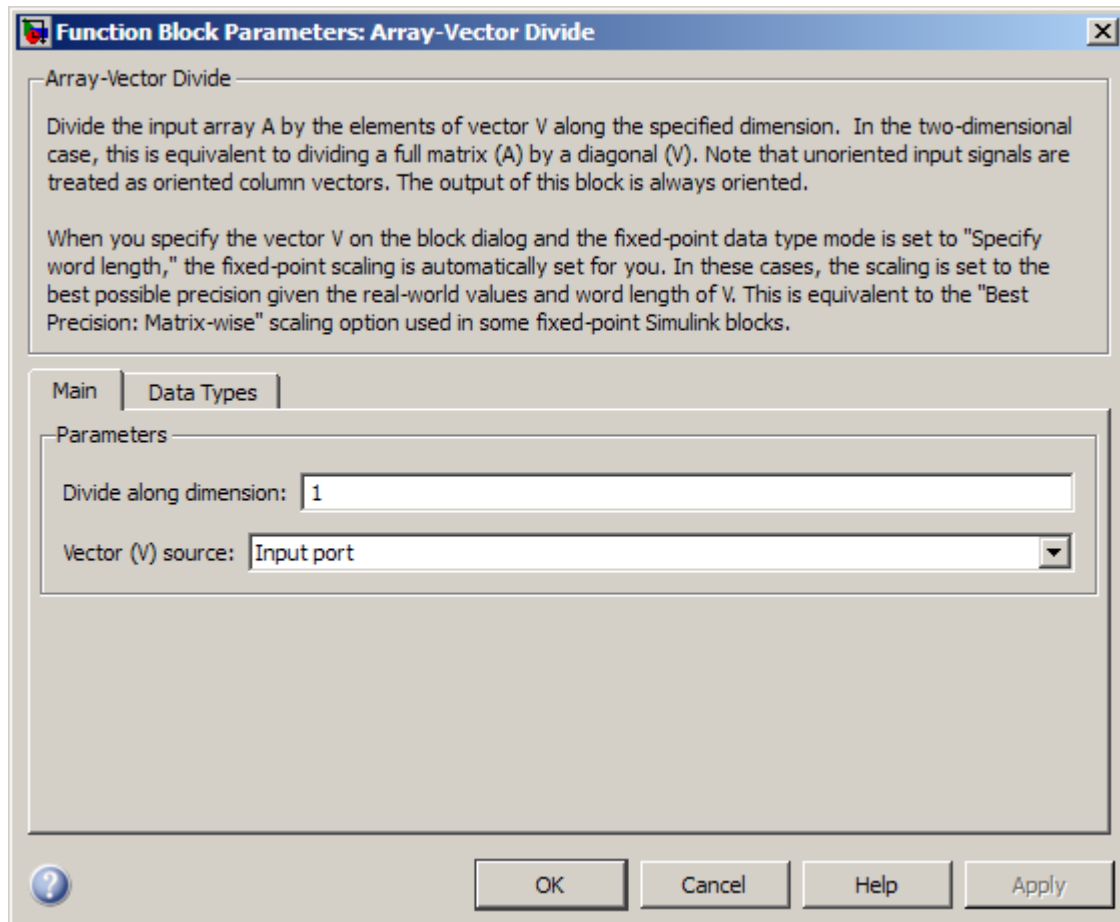 Function Block Parameters: Array-Vector Divide
Array-Vector Divide
Divide the input array A by the elements of vector V along the specified dimension.  In the two-dimensional
case, this is equivalent to dividing a full matrix (A) by a diagonal (V). Note that unoriented input signals are
treated as oriented column vectors. The output of this block is always oriented.
When you specify the vector V on the block dialog and the fixed-point data type mode is set to "Specify
word length," the fixed-point scaling is automatically set for you. In these cases, the scaling is set to the
best possible precision given the real-world values and word length of V. This is equivalent to the "Best
Precision: Matrix-wise" scaling option used in some fixed-point Simulink blocks.
Main Data Types
Parameters
Divide along dimension: 1
Vector (V) source: Input port
? OK Cancel Help Apply